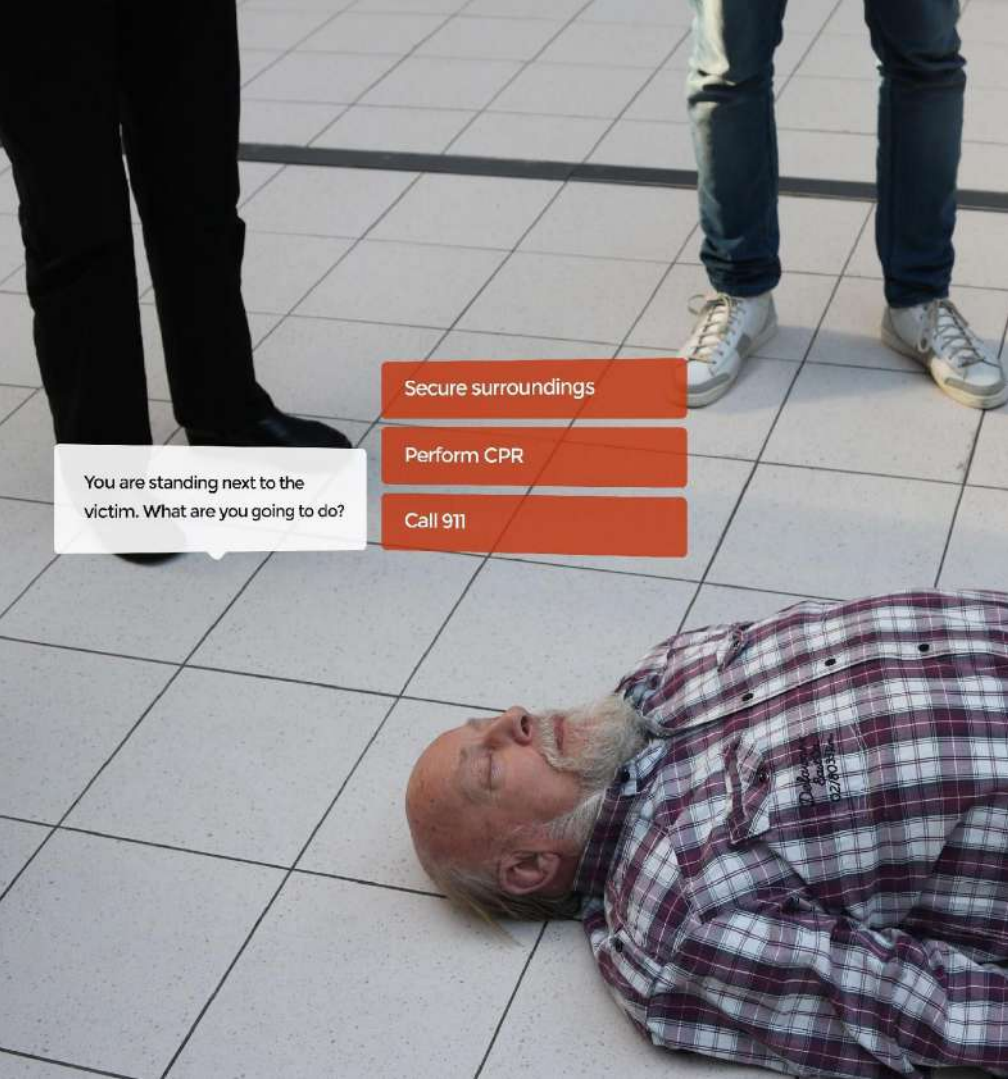 You are standing next to the
victim. What are you going to do?
Secure surroundings
Perform CPR
Call 911